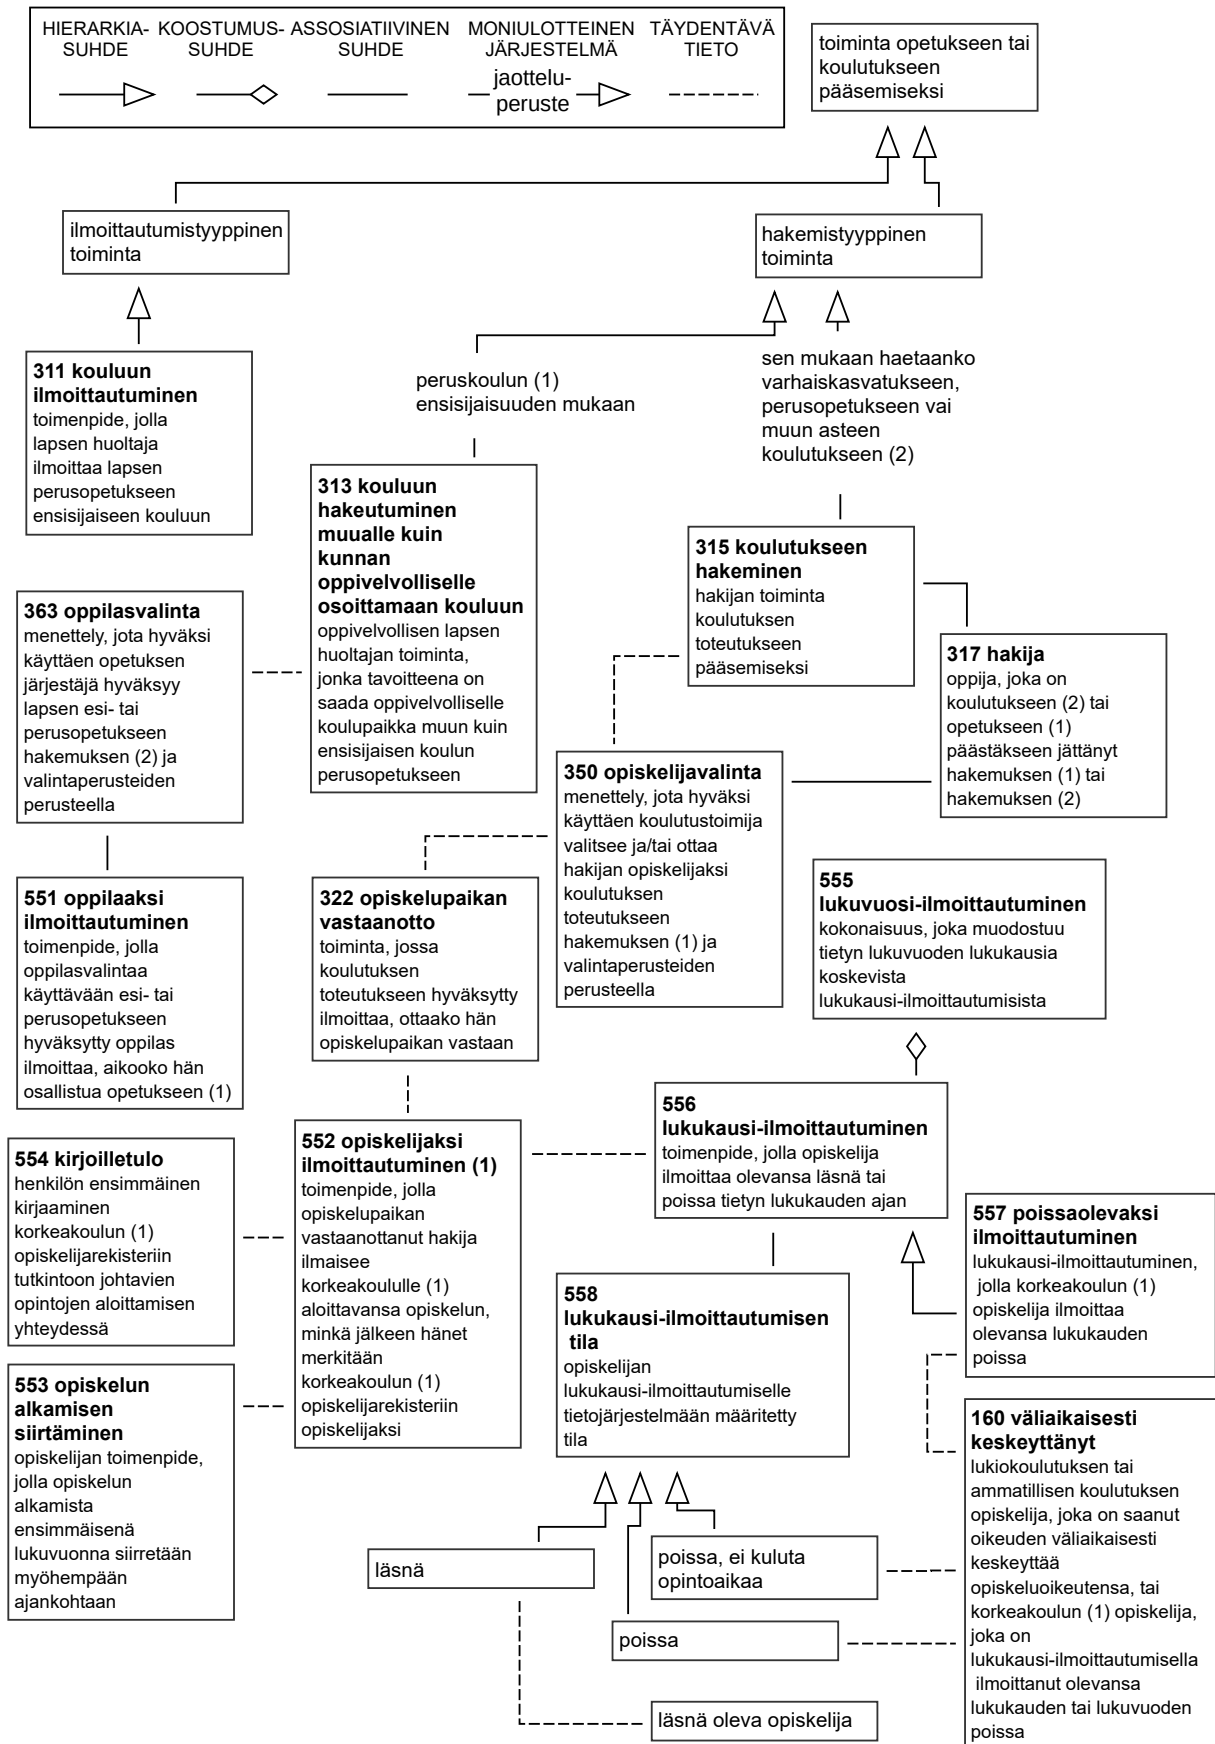 HIERARKIA-
SUHDE
KOOSTUMUS-
SUHDE
ASSOSIATIIVINEN
SUHDE
MONIULOTTEINEN
JÄRJESTELMÄ
TÄYDENTÄVÄ
TIETO
jaottelu-
peruste
toiminta opetukseen tai
koulutukseen
pääsemiseksi
ilmoittautumistyyppinen
toiminta
hakemistyyppinen
toiminta
311 kouluun
ilmoittautuminen
toimenpide, jolla
lapsen huoltaja
ilmoittaa lapsen
perusopetukseen
ensisijaiseen kouluun
peruskoulun (1)
ensisijaisuuden mukaan
sen mukaan haetaanko
varhaiskasvatukseen,
perusopetukseen vai
muun asteen
koulutukseen (2)
313 kouluun
hakeutuminen
muualle kuin
kunnan
oppivelvolliselle
osoittamaan kouluun
oppivelvollisen lapsen
huoltajan toiminta,
jonka tavoitteena on
saada oppivelvolliselle
koulupaikka muun kuin
ensisijaisen koulun
perusopetukseen
315 koulutukseen
hakeminen
hakijan toiminta
koulutuksen
toteutukseen
pääsemiseksi
363 oppilasvalinta
menettely, jota hyväksi
käyttäen opetuksen
järjestäjä hyväksyy
lapsen esi- tai
perusopetukseen
hakemuksen (2) ja
valintaperusteiden
perusteella
317 hakija
oppija, joka on
koulutukseen (2) tai
opetukseen (1)
päästäkseen jättänyt
hakemuksen (1) tai
hakemuksen (2)
350 opiskelijavalinta
menettely, jota hyväksi
käyttäen koulutustoimija
valitsee ja/tai ottaa
hakijan opiskelijaksi
koulutuksen
toteutukseen
hakemuksen (1) ja
valintaperusteiden
perusteella
551 oppilaaksi
ilmoittautuminen
toimenpide, jolla
oppilasvalintaa
käyttävään esi- tai
perusopetukseen
hyväksytty oppilas
ilmoittaa, aikooko hän
osallistua opetukseen (1)
322 opiskelupaikan
vastaanotto
toiminta, jossa
koulutuksen
toteutukseen hyväksytty
ilmoittaa, ottaako hän
opiskelupaikan vastaan
555
lukuvuosi-ilmoittautuminen
kokonaisuus, joka muodostuu
tietyn lukuvuoden lukukausia
koskevista
lukukausi-ilmoittautumisista
556
lukukausi-ilmoittautuminen
toimenpide, jolla opiskelija
ilmoittaa olevansa läsnä tai
poissa tietyn lukukauden ajan
554 kirjoilletulo
henkilön ensimmäinen
kirjaaminen
korkeakoulun (1)
opiskelijarekisteriin
tutkintoon johtavien
opintojen aloittamisen
yhteydessä
552 opiskelijaksi
ilmoittautuminen (1)
toimenpide, jolla
opiskelupaikan
vastaanottanut hakija
ilmaisee
korkeakoululle (1)
aloittavansa opiskelun,
minkä jälkeen hänet
merkitään
korkeakoulun (1)
opiskelijarekisteriin
opiskelijaksi
557 poissaolevaksi
ilmoittautuminen
lukukausi-ilmoittautuminen,
jolla korkeakoulun (1)
opiskelija ilmoittaa
olevansa lukukauden
poissa
558
lukukausi-ilmoittautumisen
tila
opiskelijan
lukukausi-ilmoittautumiselle
tietojärjestelmään määritetty
tila
553 opiskelun
alkamisen
siirtäminen
opiskelijan toimenpide,
jolla opiskelun
alkamista
ensimmäisenä
lukuvuonna siirretään
myöhempään
ajankohtaan
160 väliaikaisesti
keskeyttänyt
lukiokoulutuksen tai
ammatillisen koulutuksen
opiskelija, joka on saanut
oikeuden väliaikaisesti
keskeyttää
opiskeluoikeutensa, tai
korkeakoulun (1) opiskelija,
joka on
lukukausi-ilmoittautumisella
ilmoittanut olevansa
lukukauden tai lukuvuoden
poissa
läsnä
poissa, ei kuluta
opintoaikaa
poissa
läsnä oleva opiskelija